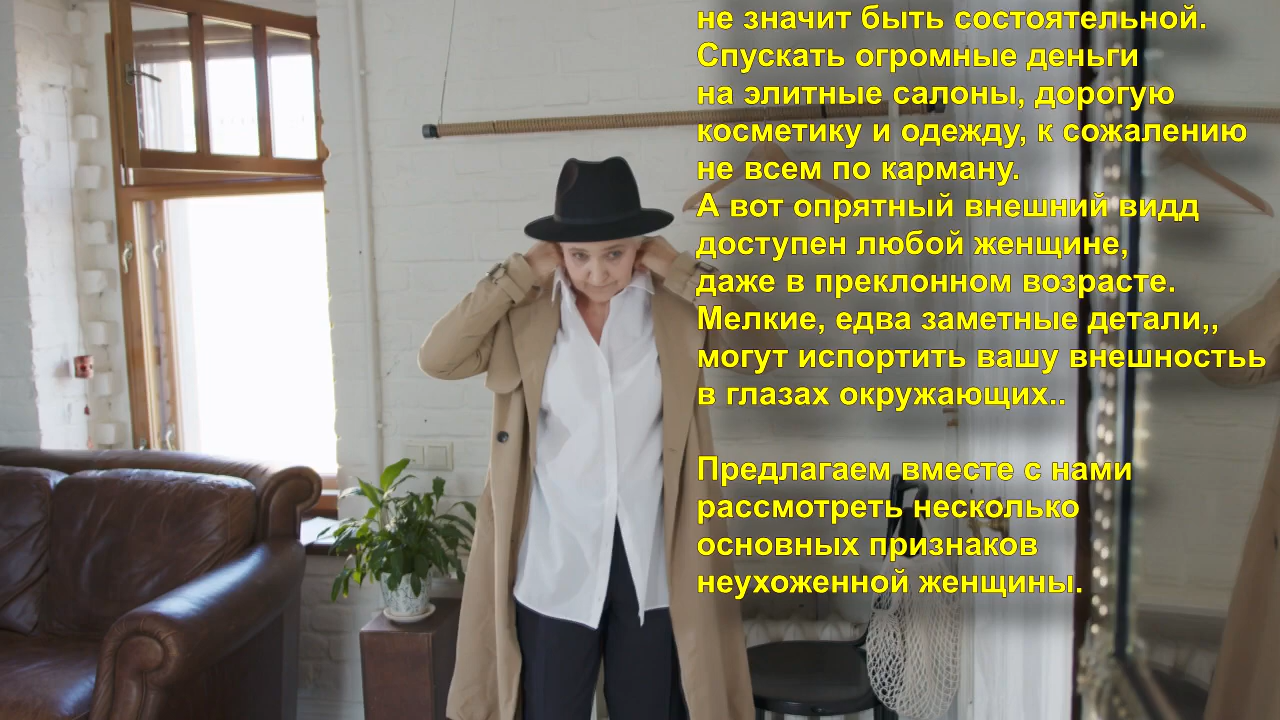 не значит быть состоятельной.
Спускать огромные деньги
на элитные салоны, дорогую
косметику и одежду, к сожалению
не всем по карману.
А вот опрятный внешний видд
доступен любой женщине,
даже в преклонном возрасте.
Мелкие, едва заметные детали,,
могут испортить вашу внешностьь
в глазах окружающих..
Предлагаем вместе с нами
рассмотреть несколько
основных признаков
неухоженной женщины.